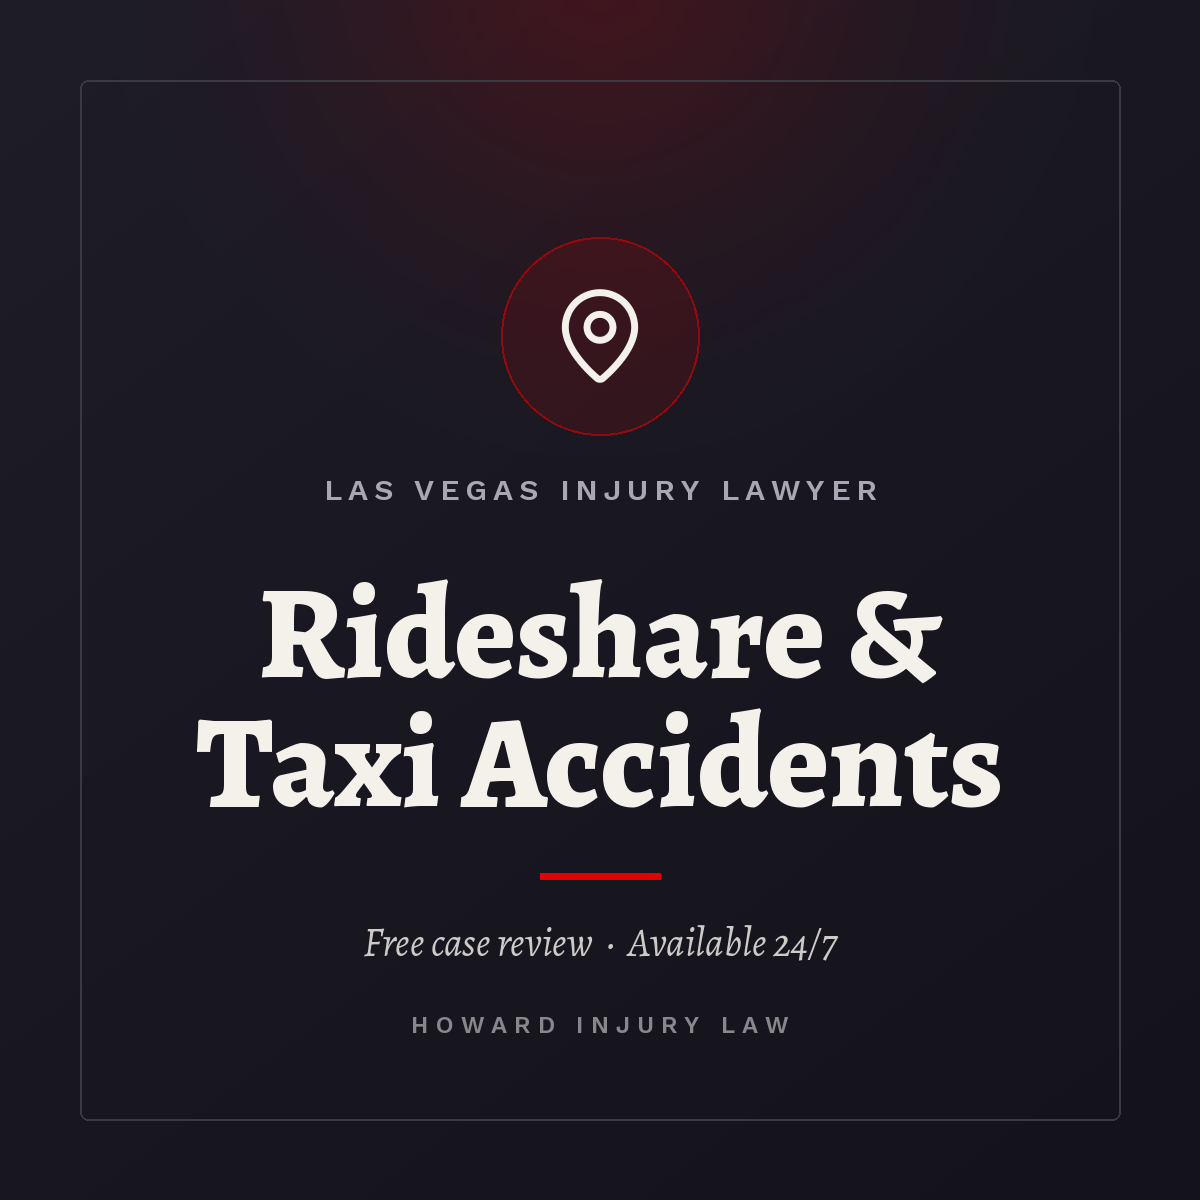 LAS VEGAS INJURY LAWYER
Rideshare &
Taxi Accidents
Free case review · Available 24/7
HOWARD INJURY LAW